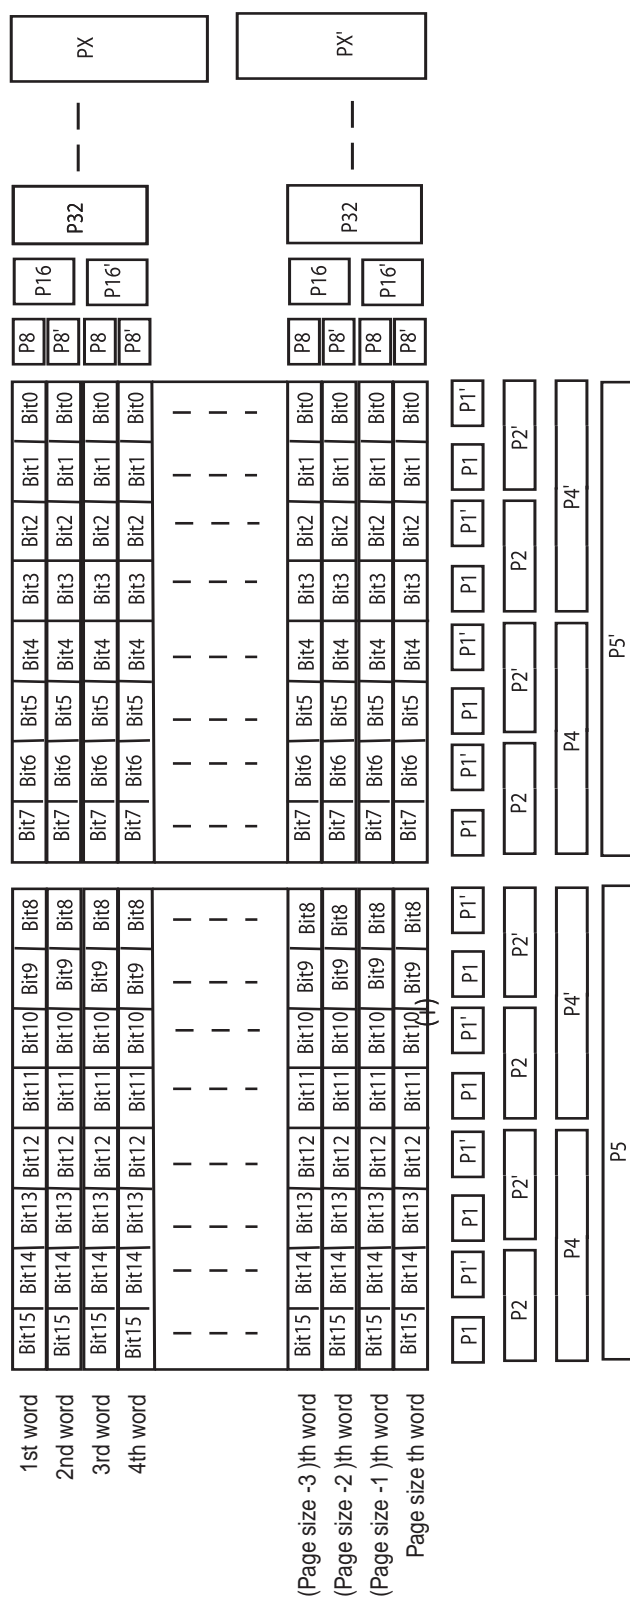 1st word Bit15 Bit14 Bit13 Bit12 Bit11 Bit10 Bit9 Bit8 Bit7 Bit6 Bit5 Bit4 Bit3 Bit2 Bit1 Bit0 P8 P16 P32 PX
2nd word Bit15 Bit14 Bit13 Bit12 Bit11 Bit10 Bit9 Bit8 Bit7 Bit6 Bit5 Bit4 Bit3 Bit2 Bit1 Bit0 P8'
3rd word Bit15 Bit14 Bit13 Bit12 Bit11 Bit10 Bit9 Bit8 Bit7 Bit6 Bit5 Bit4 Bit3 Bit2 Bit1 Bit0 P8 P16'
4th word Bit15 Bit14 Bit13 Bit12 Bit11 Bit10 Bit9 Bit8 Bit7 Bit6 Bit5 Bit4 Bit3 Bit2 Bit1 Bit0 P8'
(Page size -3 )th word Bit15 Bit14 Bit13 Bit12 Bit11 Bit10 Bit9 Bit8 Bit7 Bit6 Bit5 Bit4 Bit3 Bit2 Bit1 Bit0 P8 P16 P32 PX'
(Page size -2 )th word Bit15 Bit14 Bit13 Bit12 Bit11 Bit10 Bit9 Bit8 Bit7 Bit6 Bit5 Bit4 Bit3 Bit2 Bit1 Bit0 P8'
(Page size -1 )th word Bit15 Bit14 Bit13 Bit12 Bit11 Bit10 Bit9 Bit8 Bit7 Bit6 Bit5 Bit4 Bit3 Bit2 Bit1 Bit0 P8 P16'
Page size th word Bit15 Bit14 Bit13 Bit12 Bit11 Bit10 Bit9 Bit8 Bit7 Bit6 Bit5 Bit4 Bit3 Bit2 Bit1 Bit0 P8'
P1 P1' P1 P1' P1 P1' P1 P1' P1 P1' P1 P1' P1 P1' P1 P1'
P2 P2' P2 P2' P2 P2' P2 P2'
P4 P4' P4 P4'
P5 P5'